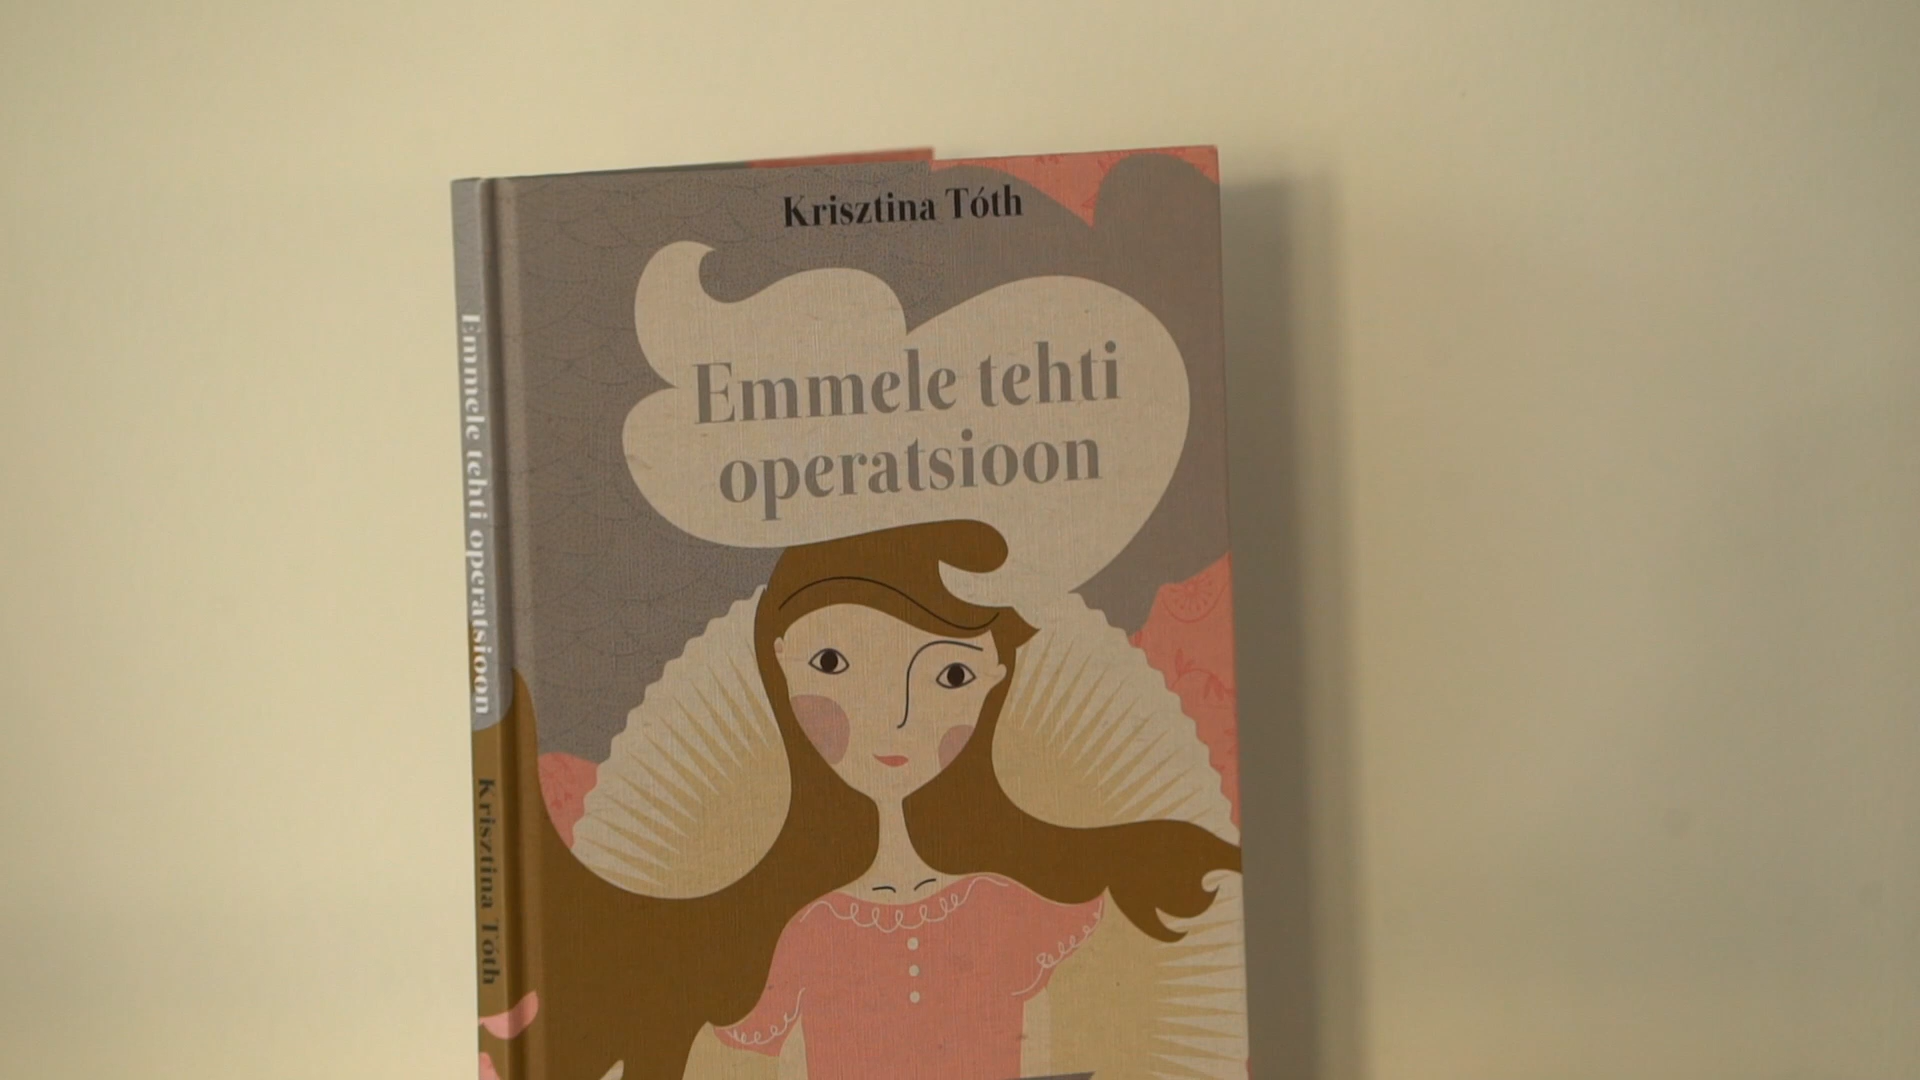 Krisztina Tóth
Emmele tehti
operatsioon
Emmele tehti operatsioon
Krisztina Tóth